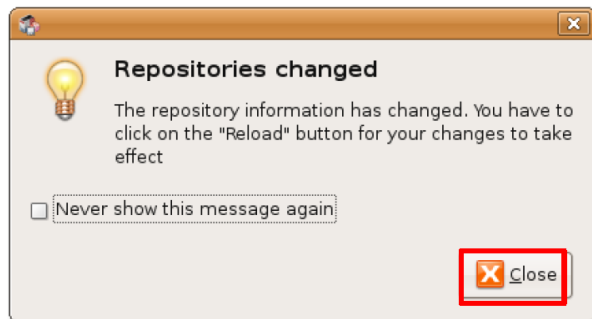 Repositories changed
The repository information has changed. You have to
click on the "Reload" button for your changes to take
effect
Never show this message again
Close